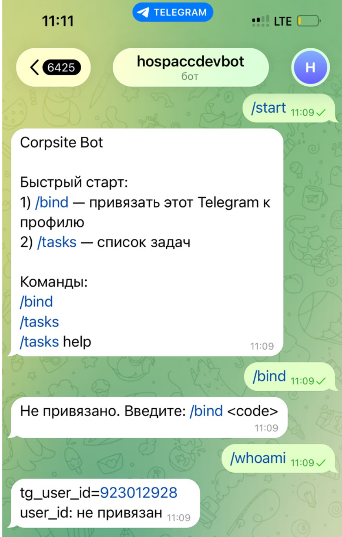 11:11
TELEGRAM
LTE
6425
hospaccdevbot
бот
H
/start 11:09
Corpsite Bot
Быстрый старт:
1) /bind — привязать этот Telegram к
профилю
2) /tasks — список задач
Команды:
/bind
/tasks
/tasks help
11:09
/bind 11:09
Не привязано. Введите: /bind <code>
11:09
/whoami 11:09
tg_user_id=923012928
user_id: не привязан 11:09